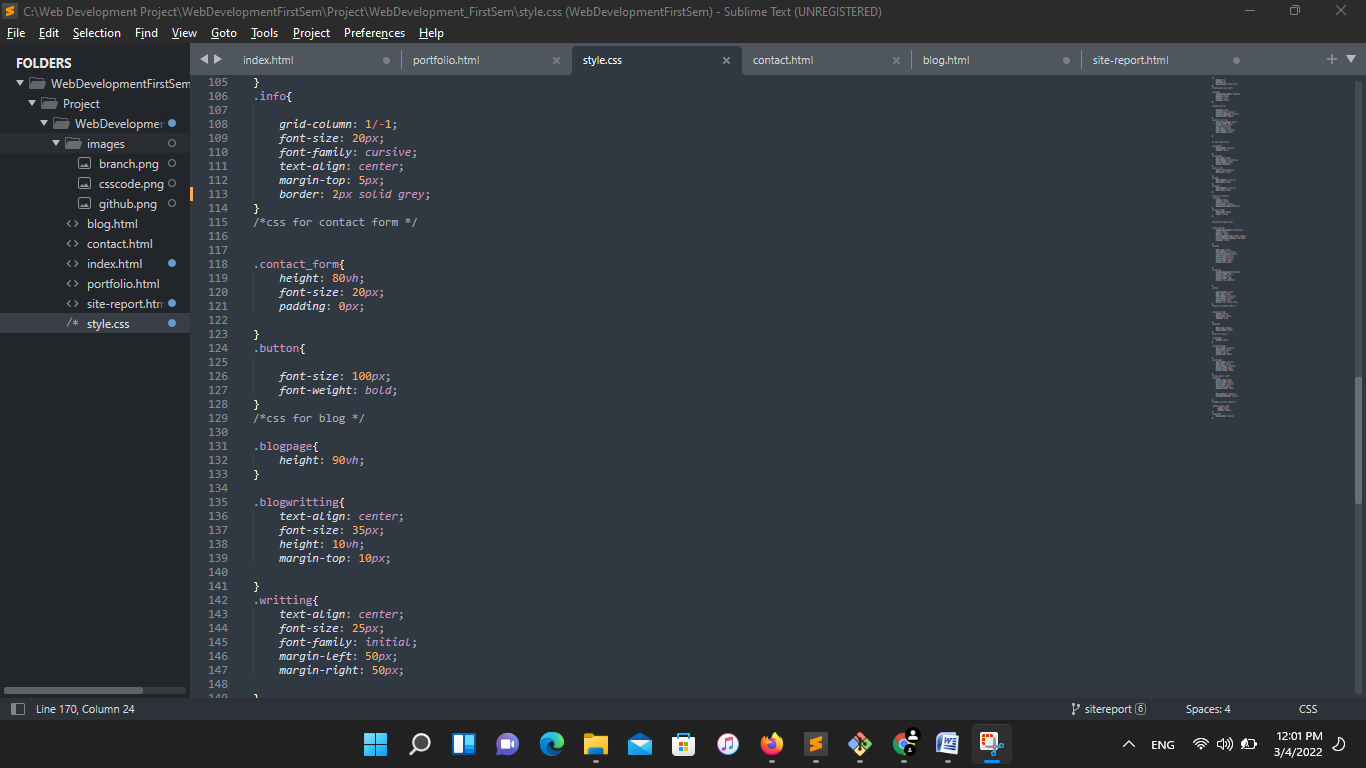 C:\Web Development Project\WebDevelopmentFirstSem\Project\WebDevelopment_FirstSem\style.css (WebDevelopmentFirstSem) - Sublime Text (UNREGISTERED)
File Edit Selection Find View Goto Tools Project Preferences Help
FOLDERS
WebDevelopmentFirstSem
Project
WebDevelopmer
images
branch.png
csscode.png
github.png
blog.html
contact.html
index.html
portfolio.html
site-report.htm
/* style.css
index.html portfolio.html style.css contact.html blog.html site-report.html
105 }
106 .info{
107
108 grid-column: 1/-1;
109 font-size: 20px;
110 font-family: cursive;
111 text-align: center;
112 margin-top: 5px;
113 border: 2px solid grey;
114 }
115 /*css for contact form */
116
117
118 .contact_form{
119 height: 80vh;
120 font-size: 20px;
121 padding: 0px;
122
123 }
124 .button{
125
126 font-size: 100px;
127 font-weight: bold;
128 }
129 /*css for blog */
130
131 .blogpage{
132 height: 90vh;
133 }
134
135 .blogwritting{
136 text-align: center;
137 font-size: 35px;
138 height: 10vh;
139 margin-top: 10px;
140
141 }
142 .writting{
143 text-align: center;
144 font-size: 25px;
145 font-family: initial;
146 margin-left: 50px;
147 margin-right: 50px;
148
149 }
Line 170, Column 24
sitereport 6 Spaces: 4 CSS
ENG
12:01 PM
3/4/2022